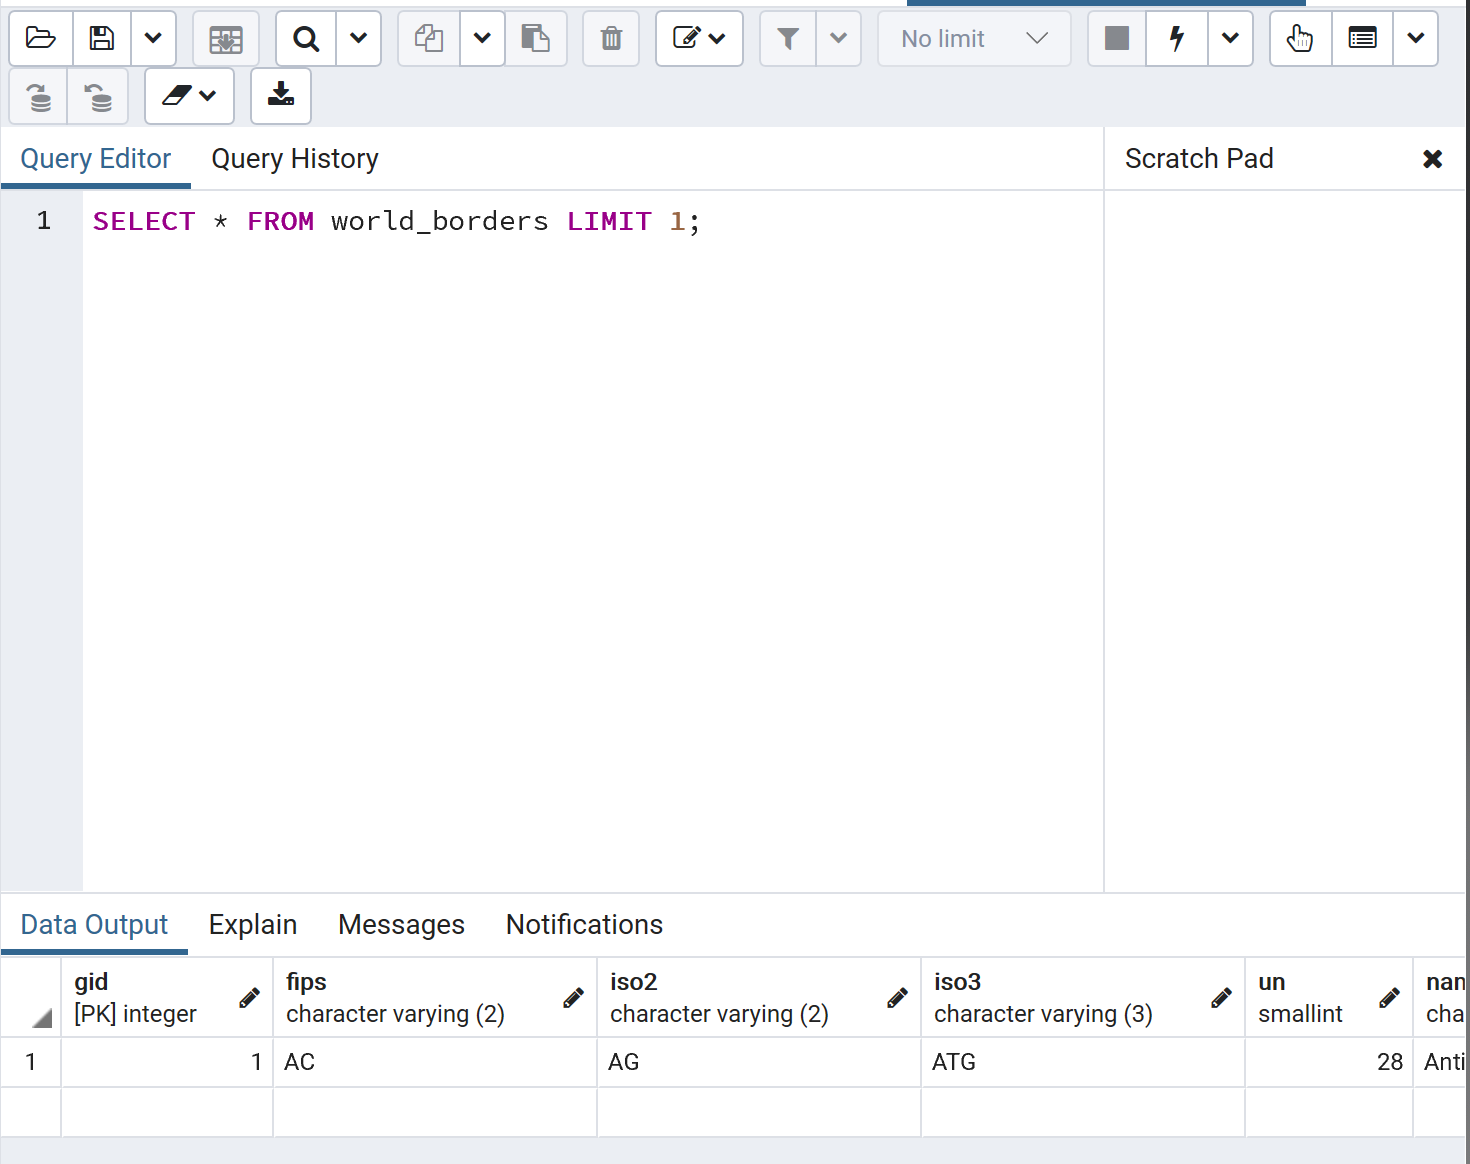 No limit
Query Editor Query History Scratch Pad
1 SELECT * FROM world_borders LIMIT 1;
Data Output Explain Messages Notifications
gid fips iso2 iso3 un nan
[PK] integer character varying (2) character varying (2) character varying (3) smallint cha
1 1 AC AG ATG 28 Anti